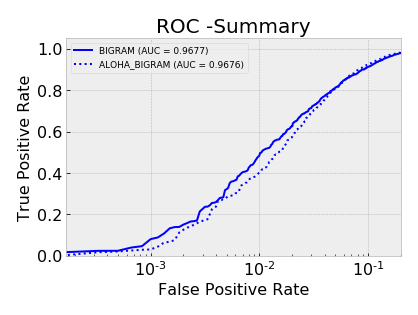 ROC -Summary
BIGRAM (AUC = 0.9677)
ALOHA_BIGRAM (AUC = 0.9676)
True Positive Rate
1.0
0.8
0.6
0.4
0.2
0.0
10⁻³ 10⁻² 10⁻¹
False Positive Rate